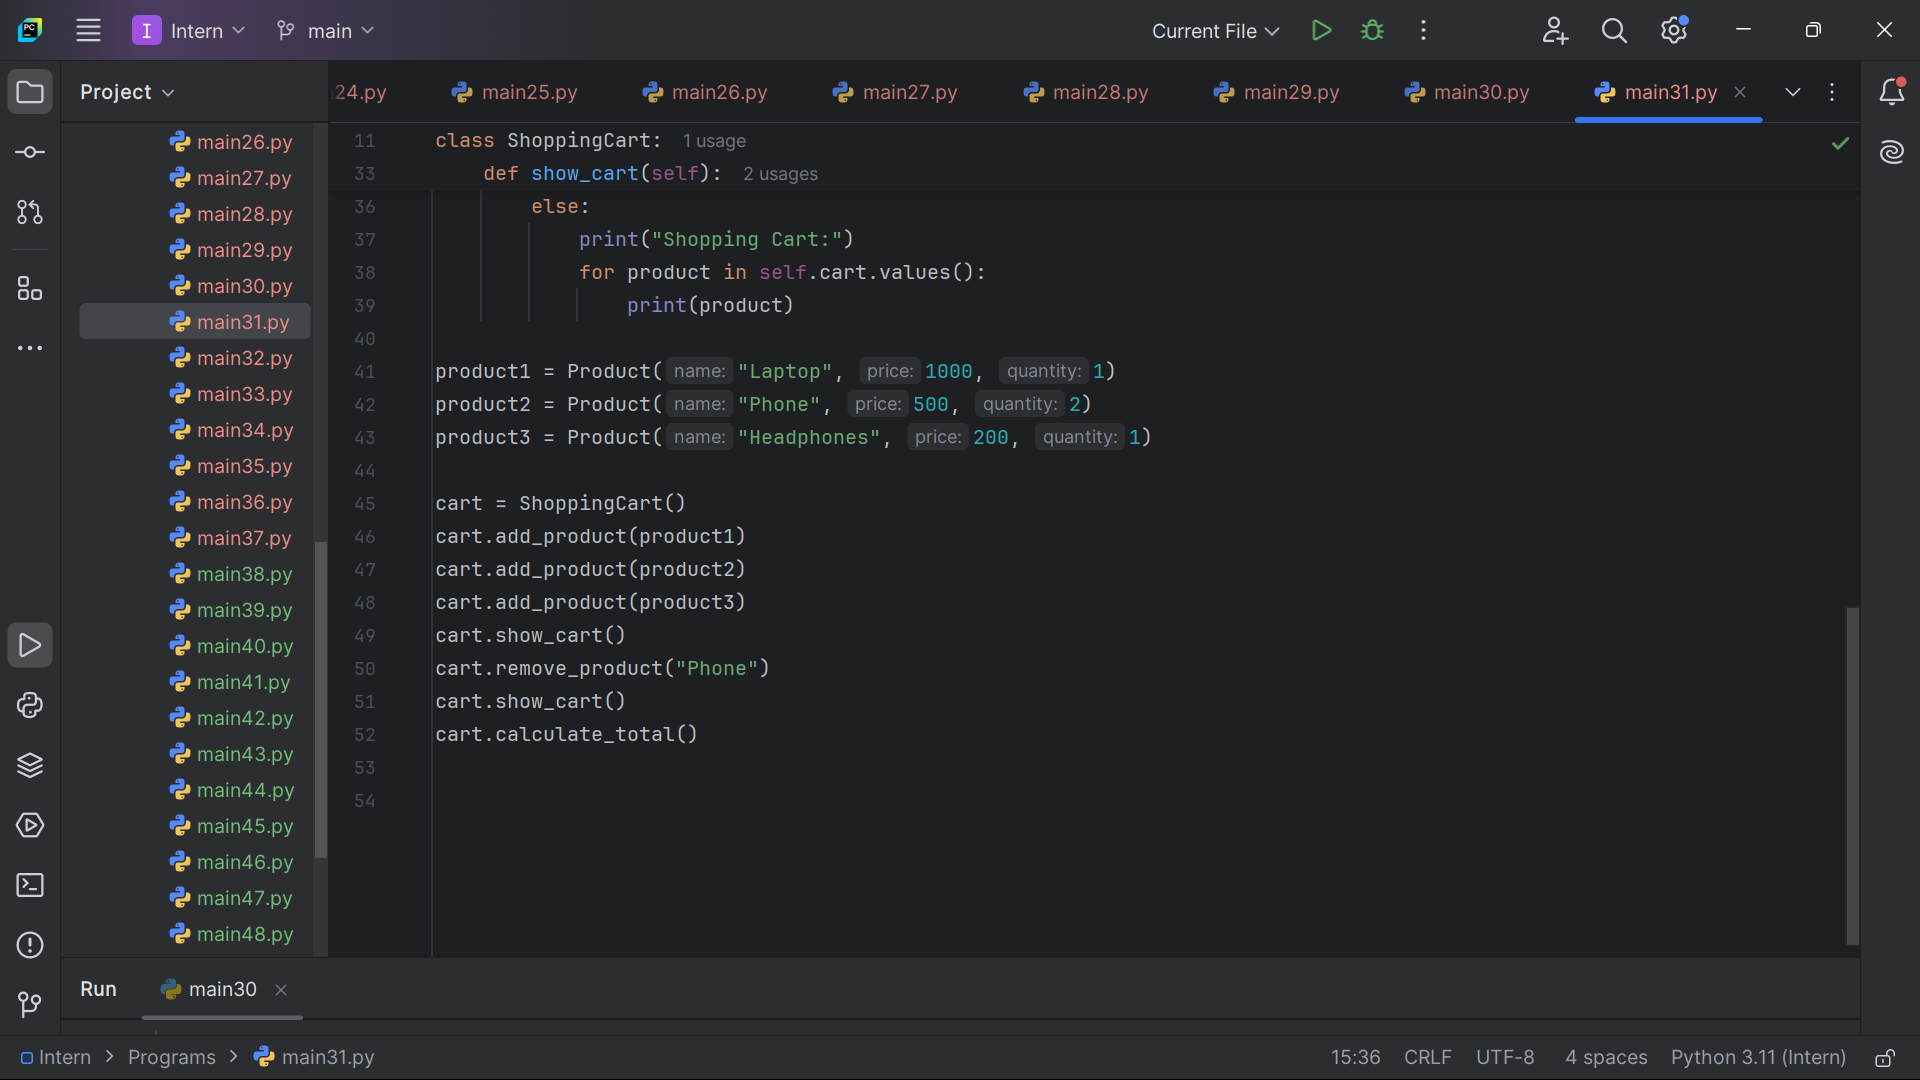 PC
I Intern main Current File
Project
24.py main25.py main26.py main27.py main28.py main29.py main30.py main31.py
main26.py
main27.py
main28.py
main29.py
main30.py
main31.py
main32.py
main33.py
main34.py
main35.py
main36.py
main37.py
main38.py
main39.py
main40.py
main41.py
main42.py
main43.py
main44.py
main45.py
main46.py
main47.py
main48.py
11 class ShoppingCart: 1 usage
33 def show_cart(self): 2 usages
36 else:
37 print("Shopping Cart:")
38 for product in self.cart.values():
39 print(product)
40
41 product1 = Product( name: "Laptop", price: 1000, quantity: 1)
42 product2 = Product( name: "Phone", price: 500, quantity: 2)
43 product3 = Product( name: "Headphones", price: 200, quantity: 1)
44
45 cart = ShoppingCart()
46 cart.add_product(product1)
47 cart.add_product(product2)
48 cart.add_product(product3)
49 cart.show_cart()
50 cart.remove_product("Phone")
51 cart.show_cart()
52 cart.calculate_total()
53
54
Run main30
Intern > Programs > main31.py 15:36 CRLF UTF-8 4 spaces Python 3.11 (Intern)